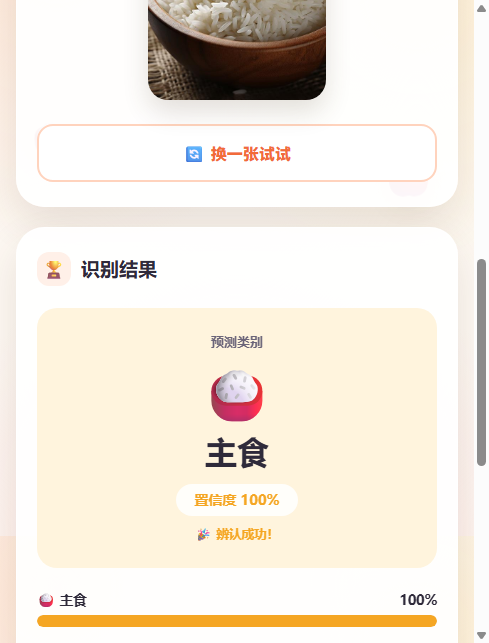 换一张试试
识别结果
预测类别
主食
置信度 100%
辨认成功!
主食 100%